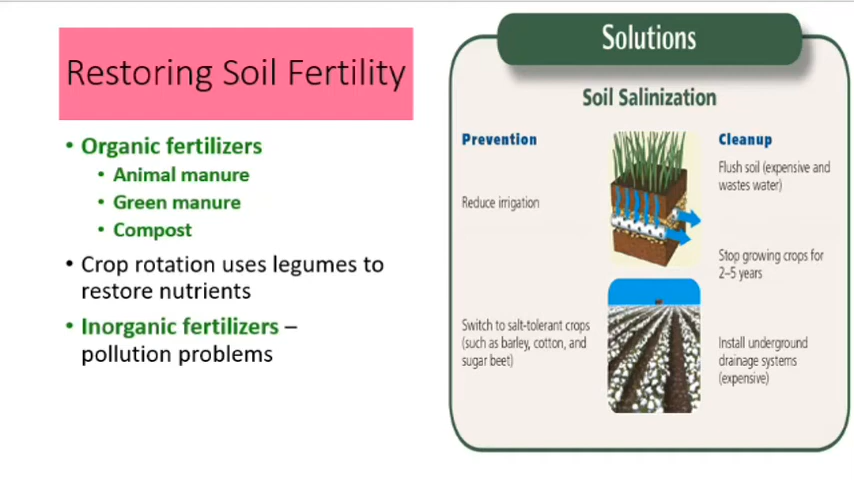 Restoring Soil Fertility
• Organic fertilizers
• Animal manure
• Green manure
• Compost
• Crop rotation uses legumes to
restore nutrients
• Inorganic fertilizers –
pollution problems
Solutions
Soil Salinization
Prevention
Reduce irrigation
Switch to salt-tolerant crops
(such as barley, cotton, and
sugar beet)
Cleanup
Flush soil (expensive and
wastes water)
Stop growing crops for
2–5 years
Install underground
drainage systems
(expensive)